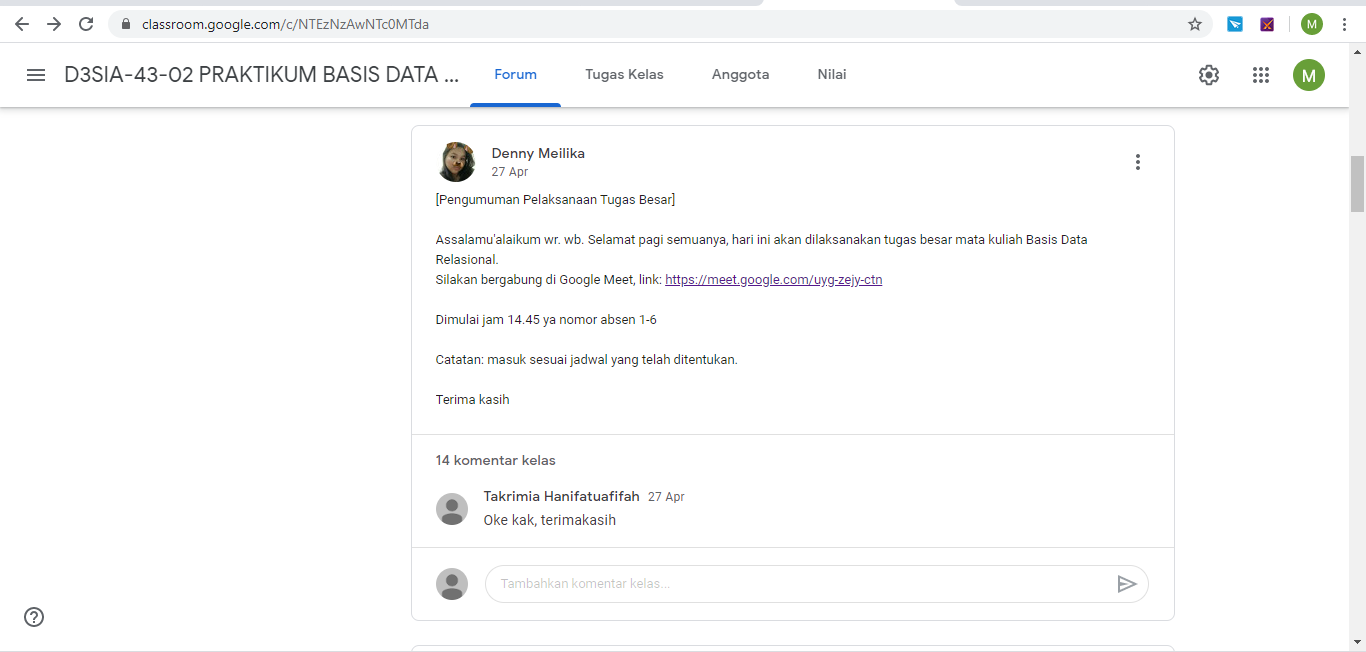 classroom.google.com/c/NTEzNzAwNTc0MTda
M
D3SIA-43-02 PRAKTIKUM BASIS DATA ...
Forum
Tugas Kelas
Anggota
Nilai
M
Denny Meilika
27 Apr
[Pengumuman Pelaksanaan Tugas Besar]
Assalamu'alaikum wr. wb. Selamat pagi semuanya, hari ini akan dilaksanakan tugas besar mata kuliah Basis Data
Relasional.
Silakan bergabung di Google Meet, link: https://meet.google.com/uyg-zejy-ctn
Dimulai jam 14.45 ya nomor absen 1-6
Catatan: masuk sesuai jadwal yang telah ditentukan.
Terima kasih
14 komentar kelas
Takrimia Hanifatuafifah 27 Apr
Oke kak, terimakasih
Tambahkan komentar kelas...